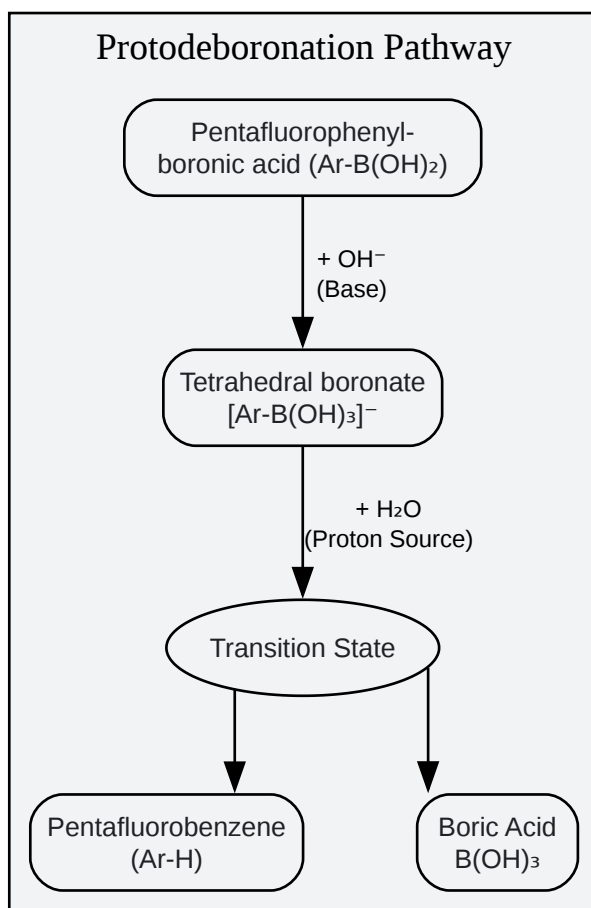 Protodeboronation Pathway
Pentafluorophenyl-
boronic acid (Ar-B(OH)₂)
+ OH⁻
(Base)
Tetrahedral boronate
[Ar-B(OH)₃]⁻
+ H₂O
(Proton Source)
Transition State
Pentafluorobenzene
(Ar-H)
Boric Acid
B(OH)₃